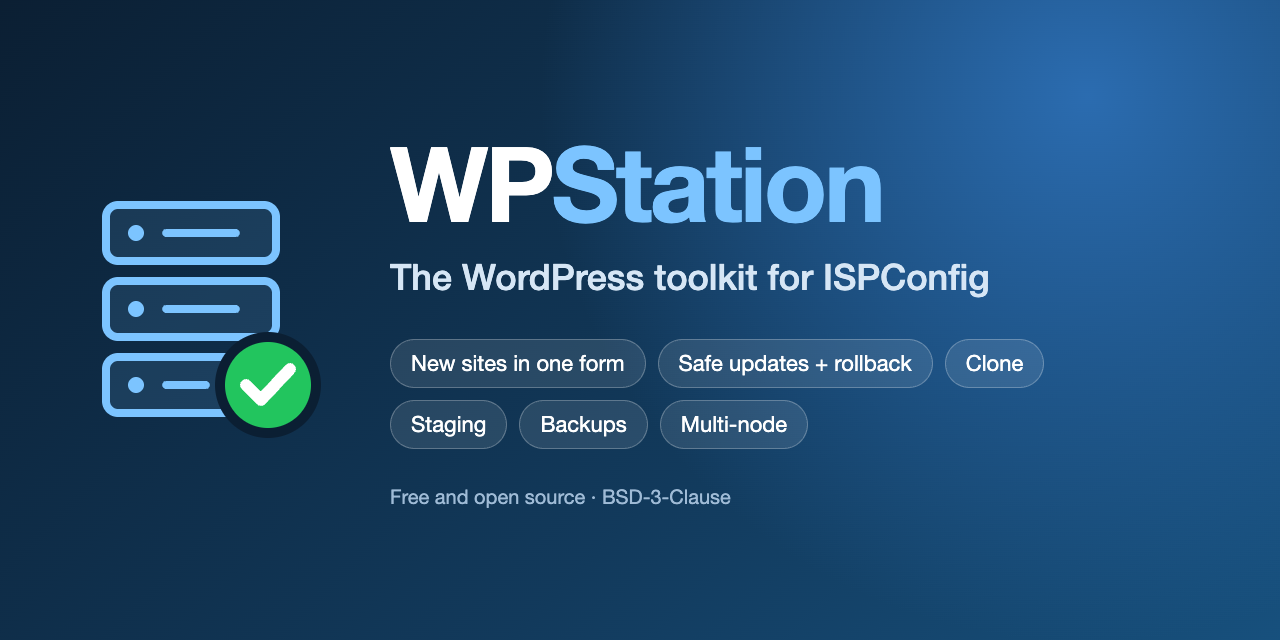 WPStation
The WordPress toolkit for ISPConfig
New sites in one form Safe updates + rollback Clone
Staging Backups Multi-node
Free and open source · BSD-3-Clause